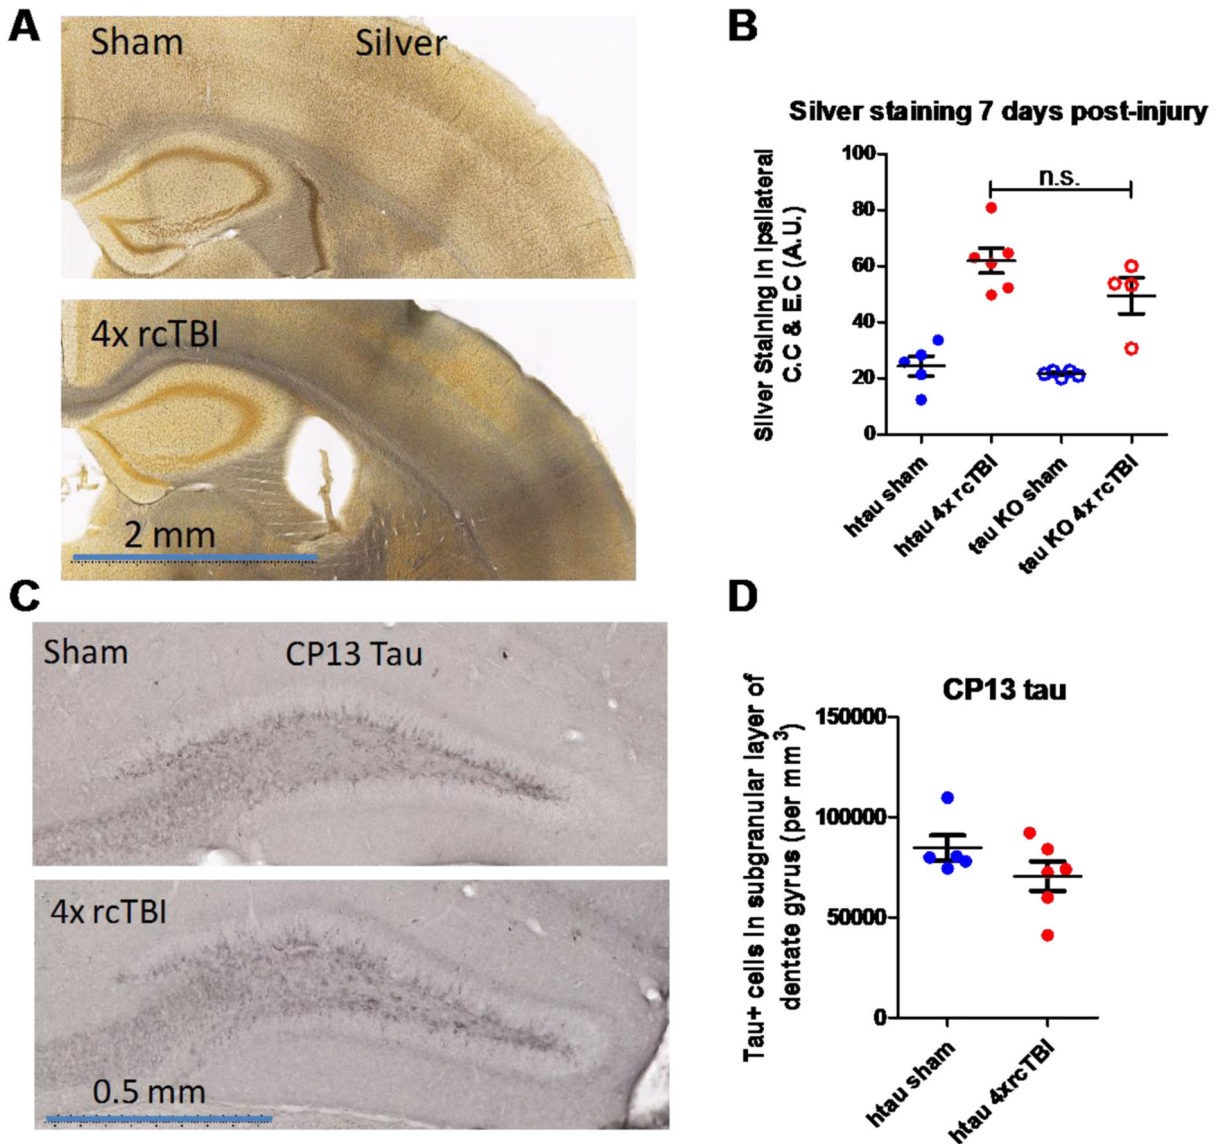 A
Sham Silver
4x rcTBI
2 mm
B
Silver staining 7 days post-injury
Silver Staining in Ipsilateral
C.C & E.C (A.U.)
100
80
60
40
20
0
n.s.
htau sham
htau 4x rcTBI
tau KO sham
tau KO 4x rcTBI
C
Sham CP13 Tau
4x rcTBI
0.5 mm
D
CP13 tau
Tau+ cells in subgranular layer of
dentate gyrus (per mm³)
150000
100000
50000
0
htau sham
htau 4xrcTBI